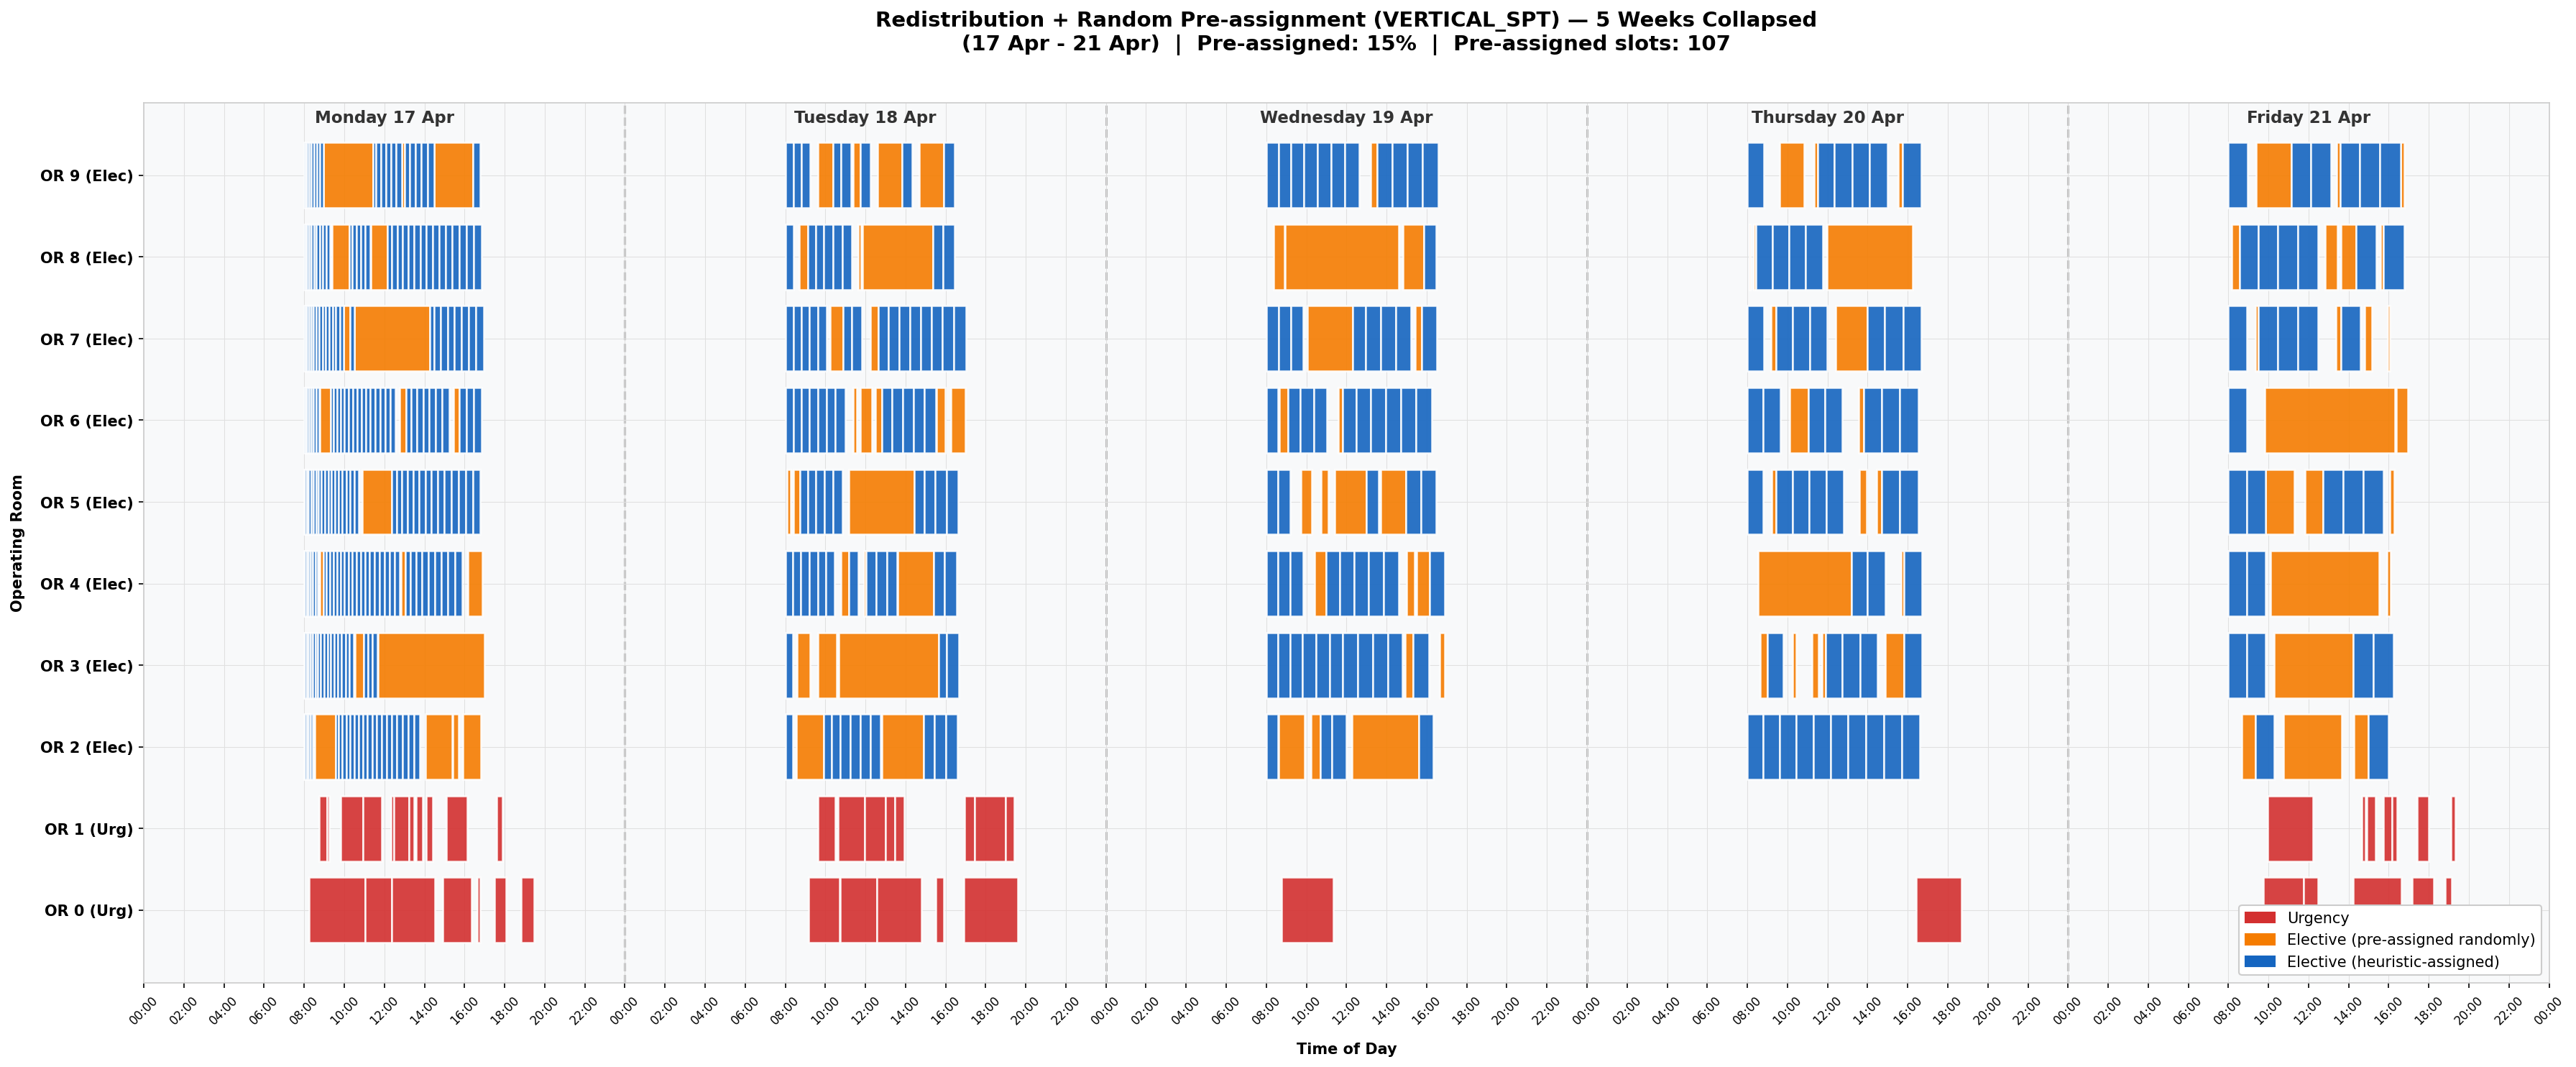 Redistribution + Random Pre-assignment (VERTICAL_SPT) — 5 Weeks Collapsed
(17 Apr - 21 Apr)  |  Pre-assigned: 15%  |  Pre-assigned slots: 107
Monday 17 Apr
Tuesday 18 Apr
Wednesday 19 Apr
Thursday 20 Apr
Friday 21 Apr
Operating Room
OR 9 (Elec)
OR 8 (Elec)
OR 7 (Elec)
OR 6 (Elec)
OR 5 (Elec)
OR 4 (Elec)
OR 3 (Elec)
OR 2 (Elec)
OR 1 (Urg)
OR 0 (Urg)
Urgency
Elective (pre-assigned randomly)
Elective (heuristic-assigned)
00:00 02:00 04:00 06:00 08:00 10:00 12:00 14:00 16:00 18:00 20:00 22:00 00:00 02:00 04:00 06:00 08:00 10:00 12:00 14:00 16:00 18:00 20:00 22:00 00:00 02:00 04:00 06:00 08:00 10:00 12:00 14:00 16:00 18:00 20:00 22:00 00:00 02:00 04:00 06:00 08:00 10:00 12:00 14:00 16:00 18:00 20:00 22:00 00:00 02:00 04:00 06:00 08:00 10:00 12:00 14:00 16:00 18:00 20:00 22:00 00:00
Time of Day